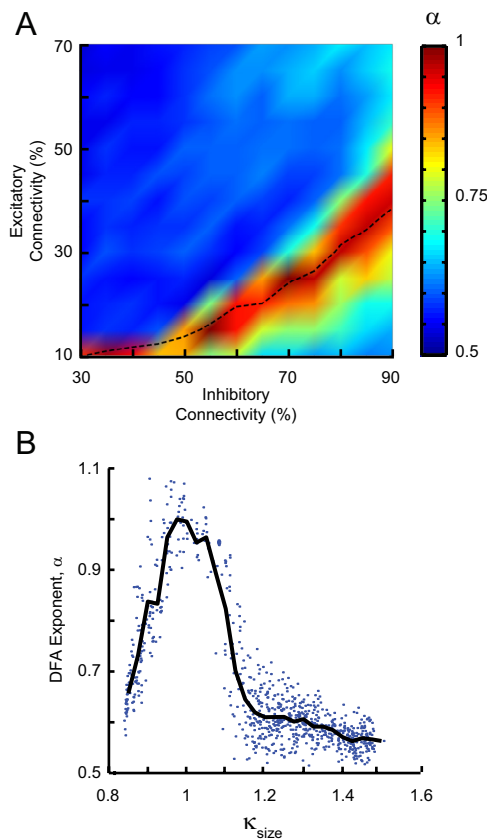 A
α
70
50
30
10
Excitatory
Connectivity (%)
30
50
70
90
Inhibitory
Connectivity (%)
1
0.75
0.5
B
1.1
0.9
0.7
0.5
DFA Exponent, α
0.8
1
1.2
1.4
1.6
κsize